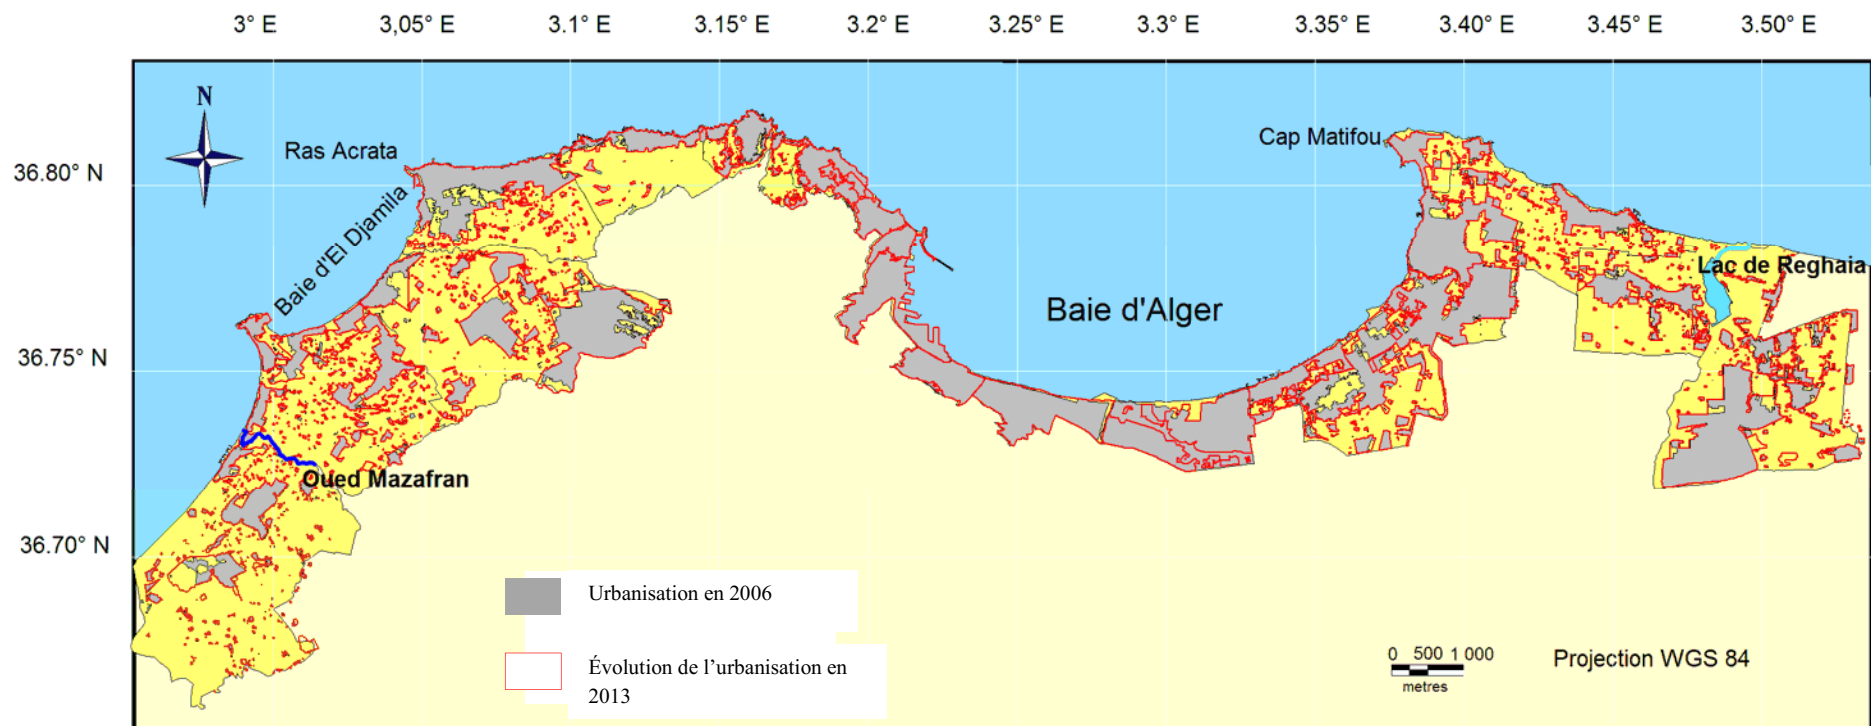 3° E 3,05° E 3.1° E 3.15° E 3.2° E 3.25° E 3.3° E 3.35° E 3.40° E 3.45° E 3.50° E
N
Ras Acrata
Cap Matifou
36.80° N
Baie d'El Djamila
Lac de Reghaia
Baie d'Alger
36.75° N
Oued Mazafran
36.70° N
Urbanisation en 2006
Évolution de l'urbanisation en
2013
0 500 1 000
metres
Projection WGS 84